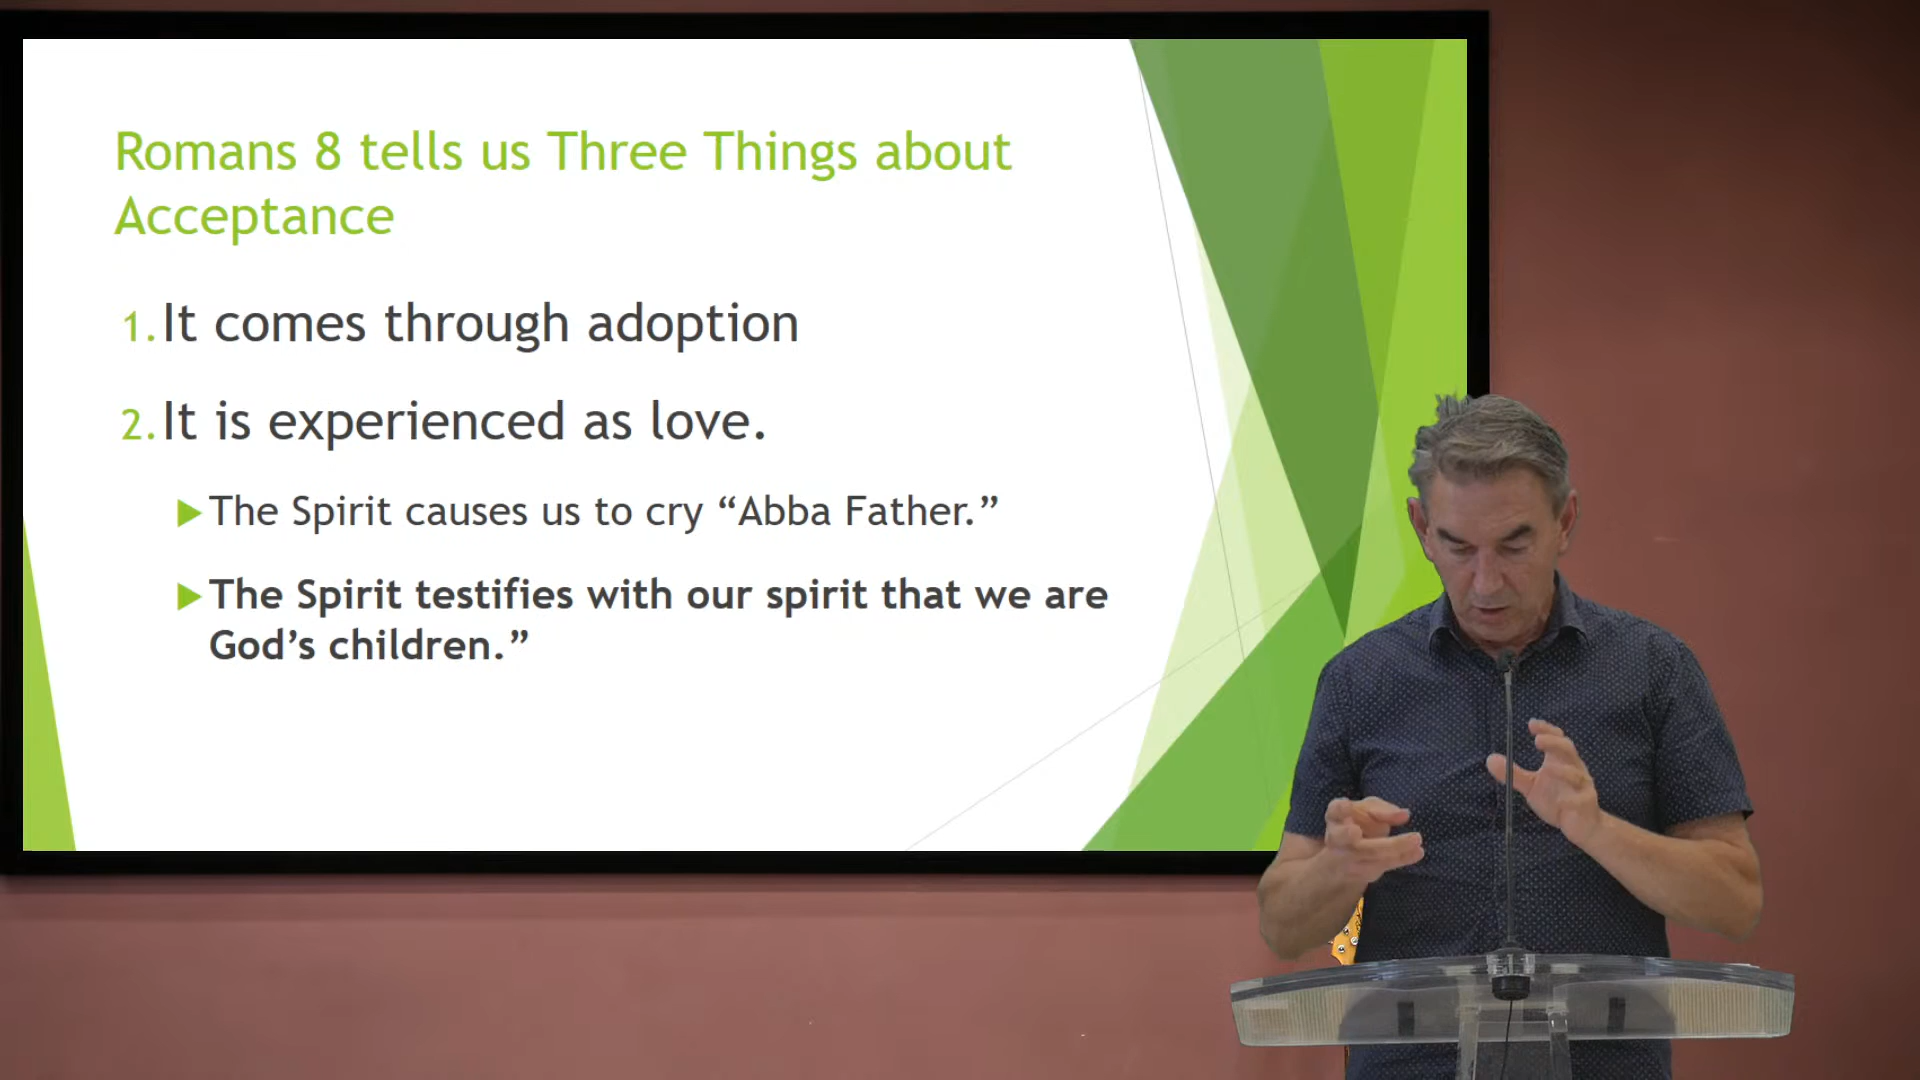 Romans 8 tells us Three Things about
Acceptance
1. It comes through adoption
2. It is experienced as love.
The Spirit causes us to cry “Abba Father.”
The Spirit testifies with our spirit that we are
God’s children.”